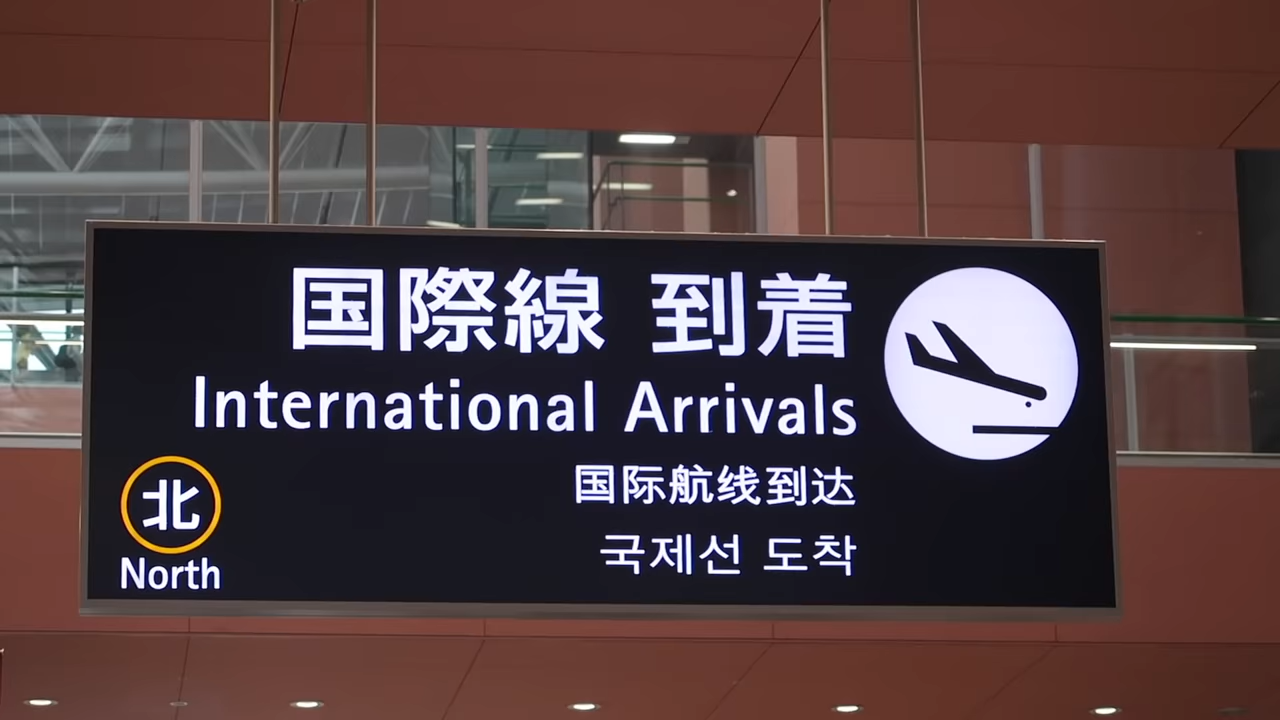 国際線 到着
International Arrivals
国际航线到达
국제선 도착
北
North